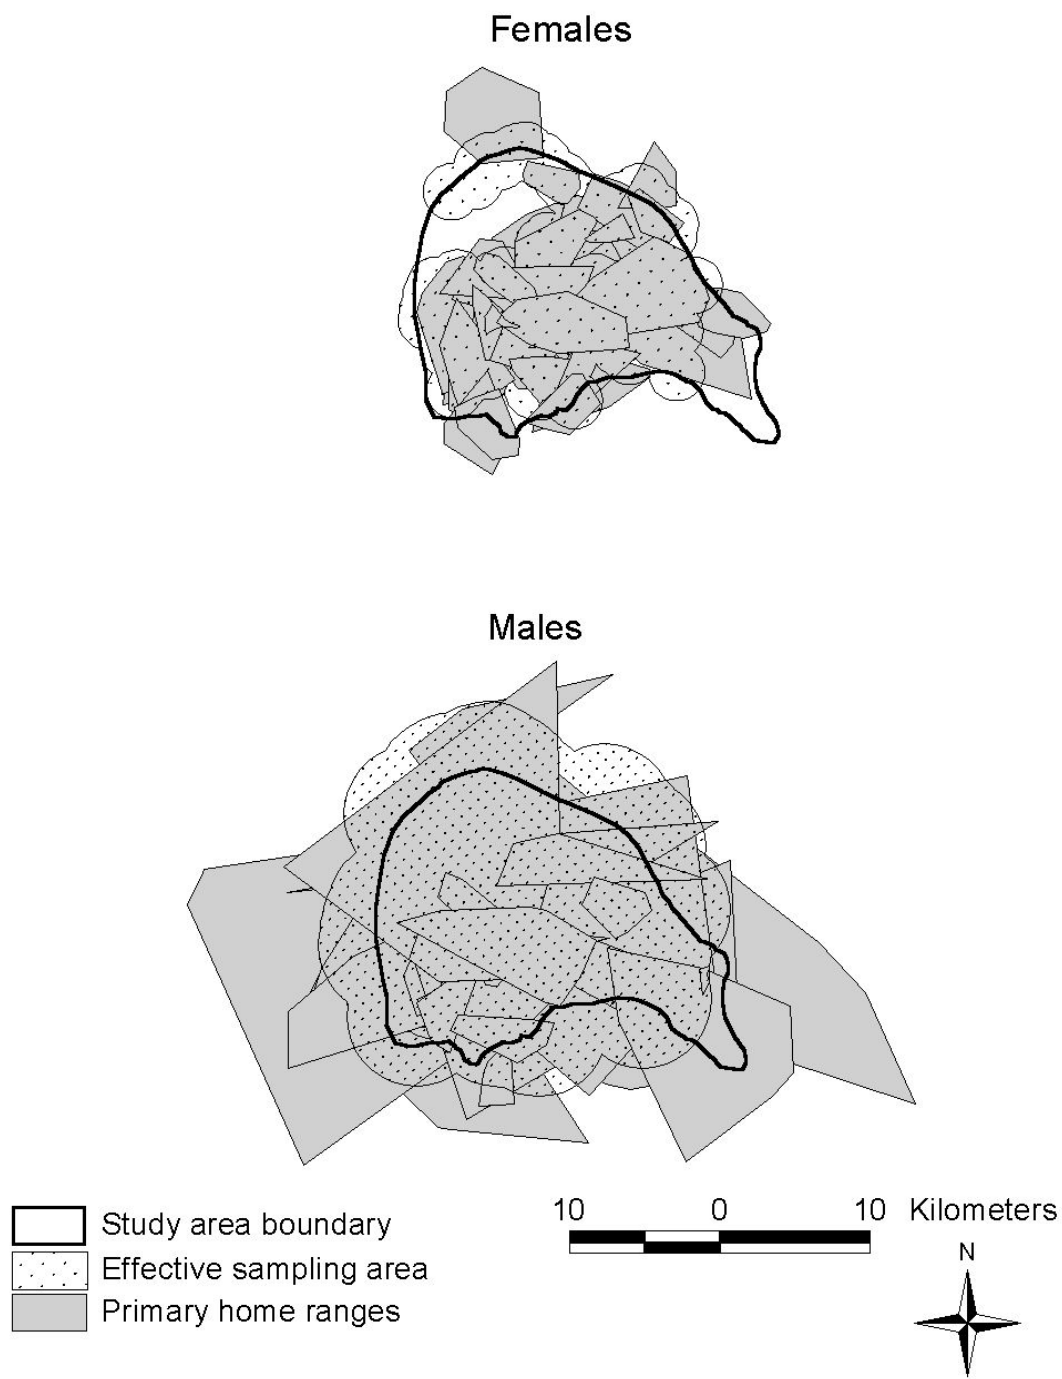 Females
Males
10 0 10 Kilometers
Study area boundary
N
Effective sampling area
Primary home ranges